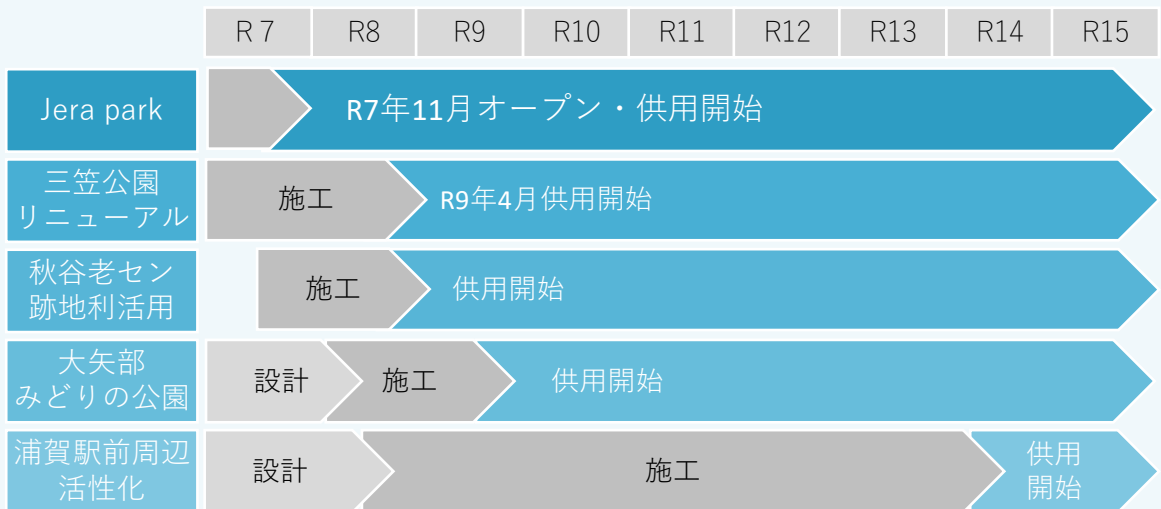 R 7 R8 R9 R10 R11 R12 R13 R14 R15
Jera park
R7年11月オープン・供用開始
三笠公園
リニューアル
施工
R9年4月供用開始
秋谷老セン
跡地利活用
施工
供用開始
大矢部
みどりの公園
設計
施工
供用開始
浦賀駅前周辺
活性化
設計
施工
供用
開始